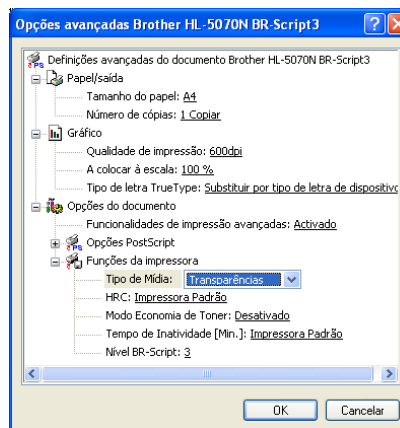 Opções avançadas Brother HL-5070N BR-Script3
Definições avançadas do documento Brother HL-5070N BR-Script3
Papel/saída
Tamanho do papel: A4
Número de cópias: 1 Copiar
Gráfico
Qualidade de impressão: 600dpi
A colocar à escala: 100 %
Tipo de letra TrueType: Substituir por tipo de letra de dispositivo
Opções do documento
Funcionalidades de impressão avançadas: Activado
PS Opções PostScript
Funções da impressora
Tipo de Mídia: Transparências
HRC: Impressora Padrão
Modo Economia de Toner: Desativado
Tempo de Inatividade [Min.]: Impressora Padrão
Nível BR-Script: 3
OK Cancelar